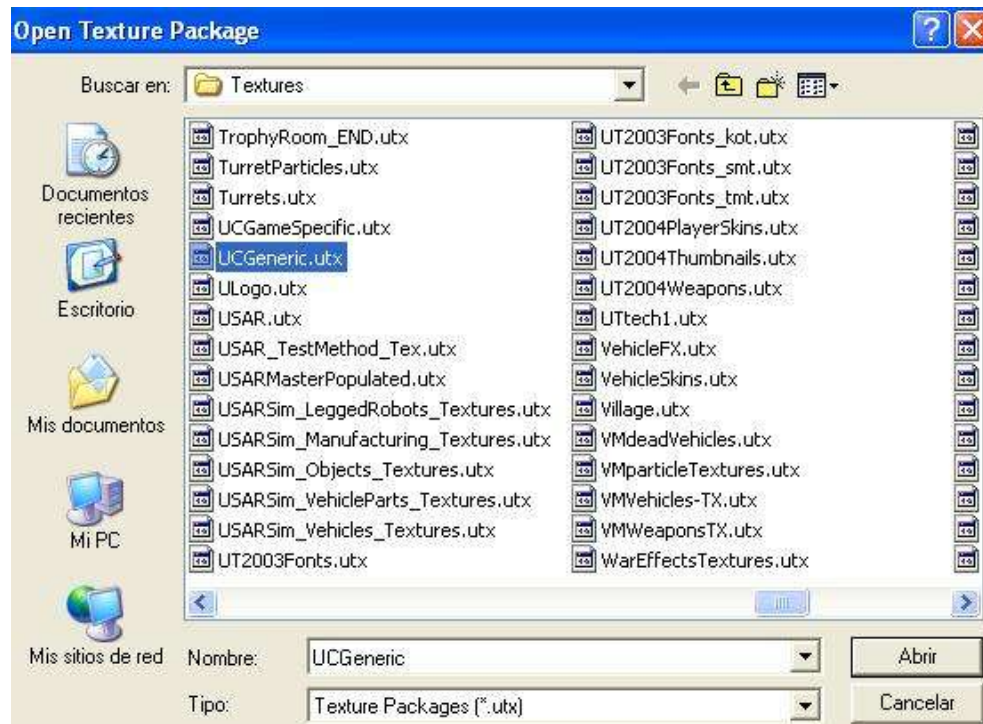 Open Texture Package
Buscar en:
Textures
Documentos
recientes
Escritorio
Mis documentos
Mi PC
Mis sitios de red
TrophyRoom_END.utx
TurretParticles.utx
Turrets.utx
UCGameSpecific.utx
UCGeneric.utx
ULogo.utx
USAR.utx
USAR_TestMethod_Tex.utx
USARMasterPopulated.utx
USARSim_LeggedRobots_Textures.utx
USARSim_Manufacturing_Textures.utx
USARSim_Objects_Textures.utx
USARSim_VehicleParts_Textures.utx
USARSim_Vehicles_Textures.utx
UT2003Fonts.utx
UT2003Fonts_kot.utx
UT2003Fonts_smt.utx
UT2003Fonts_tmt.utx
UT2004PlayerSkins.utx
UT2004Thumbnails.utx
UT2004Weapons.utx
UTtech1.utx
VehicleFX.utx
VehicleSkins.utx
Village.utx
VMdeadVehicles.utx
VMparticleTextures.utx
VMVehicles-TX.utx
VMWeaponsTX.utx
WarEffectsTextures.utx
Nombre:
UCGeneric
Abrir
Tipo:
Texture Packages (*.utx)
Cancelar